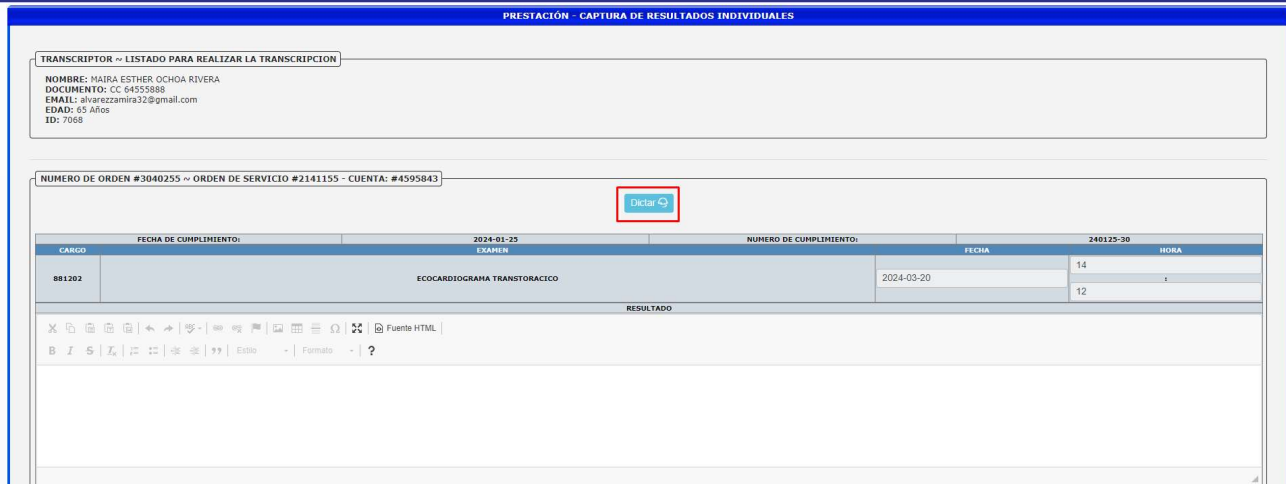 PRESTACIÓN - CAPTURA DE RESULTADOS INDIVIDUALES
TRANSCRIPTOR ~ LISTADO PARA REALIZAR LA TRANSCRIPCION
NOMBRE: MAIRA ESTHER OCHOA RIVERA
DOCUMENTO: CC 64555888
EMAIL: alvarezzamira32@gmail.com
EDAD: 65 Años
ID: 7068
NUMERO DE ORDEN #3040255 ~ ORDEN DE SERVICIO #2141155 - CUENTA: #4595843
Dictar
FECHA DE CUMPLIMIENTO: 2024-01-25 NUMERO DE CUMPLIMIENTO: 240125-30
CARGO EXAMEN FECHA HORA
881202 ECOCARDIOGRAMA TRANSTORACICO 2024-03-20 14 : 12
RESULTADO
Fuente HTML
B I S Estilo Formato ?